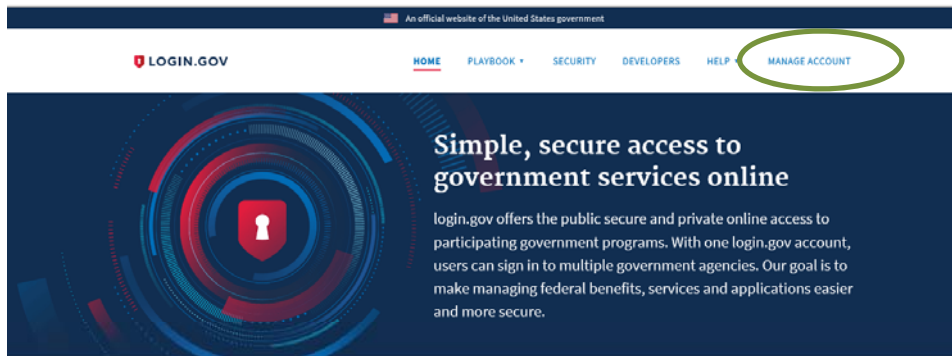 An official website of the United States government
LOGIN.GOV
HOME PLAYBOOK SECURITY DEVELOPERS HELP MANAGE ACCOUNT
Simple, secure access to
government services online
login.gov offers the public secure and private online access to
participating government programs. With one login.gov account,
users can sign in to multiple government agencies. Our goal is to
make managing federal benefits, services and applications easier
and more secure.